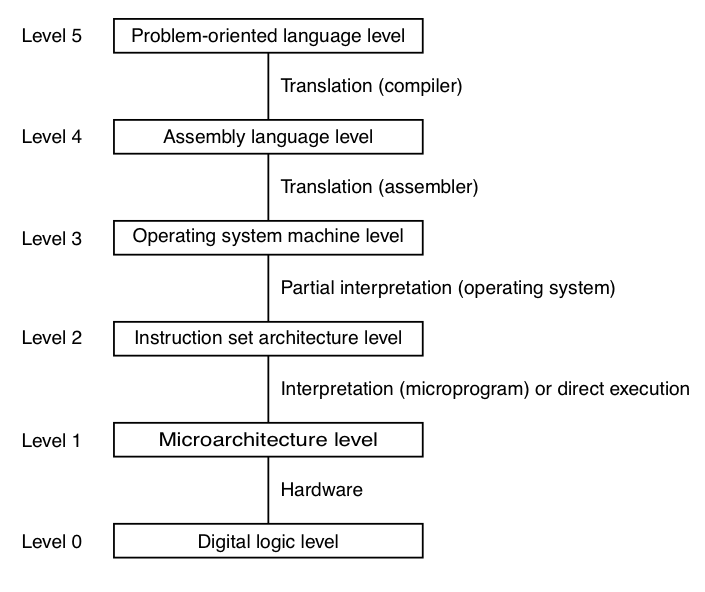 Level 5 Problem-oriented language level
Translation (compiler)
Level 4 Assembly language level
Translation (assembler)
Level 3 Operating system machine level
Partial interpretation (operating system)
Level 2 Instruction set architecture level
Interpretation (microprogram) or direct execution
Level 1 Microarchitecture level
Hardware
Level 0 Digital logic level